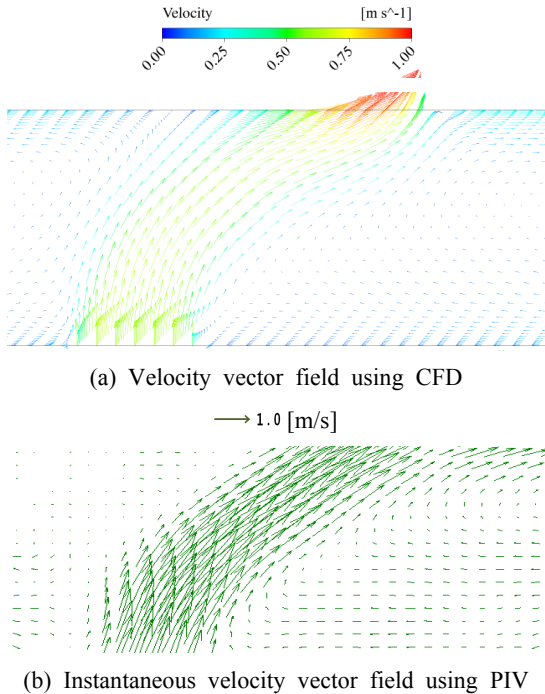 Velocity [m s^-1]
0.00 0.25 0.50 0.75 1.00
(a) Velocity vector field using CFD
1.0 [m/s]
(b) Instantaneous velocity vector field using PIV